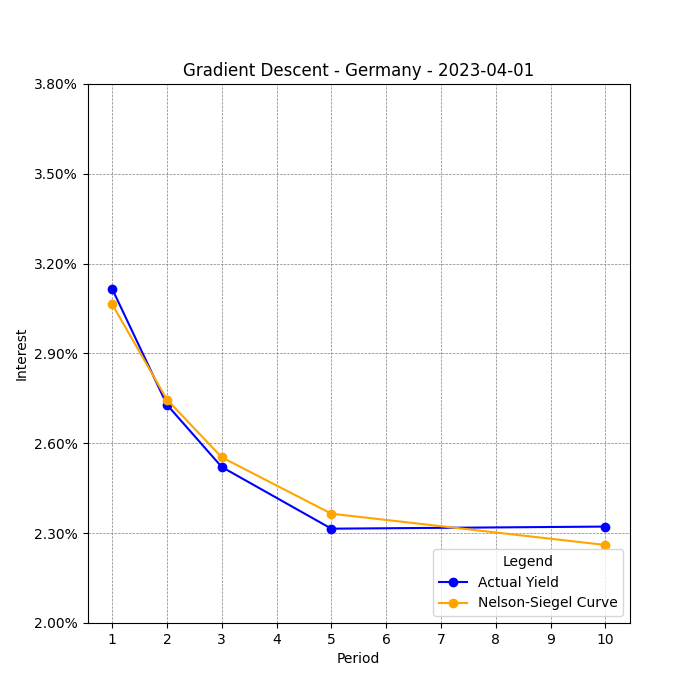 Gradient Descent - Germany - 2023-04-01
3.80%
3.50%
3.20%
2.90%
2.60%
2.30%
2.00%
Interest
1 2 3 4 5 6 7 8 9 10
Period
Legend
Actual Yield
Nelson-Siegel Curve